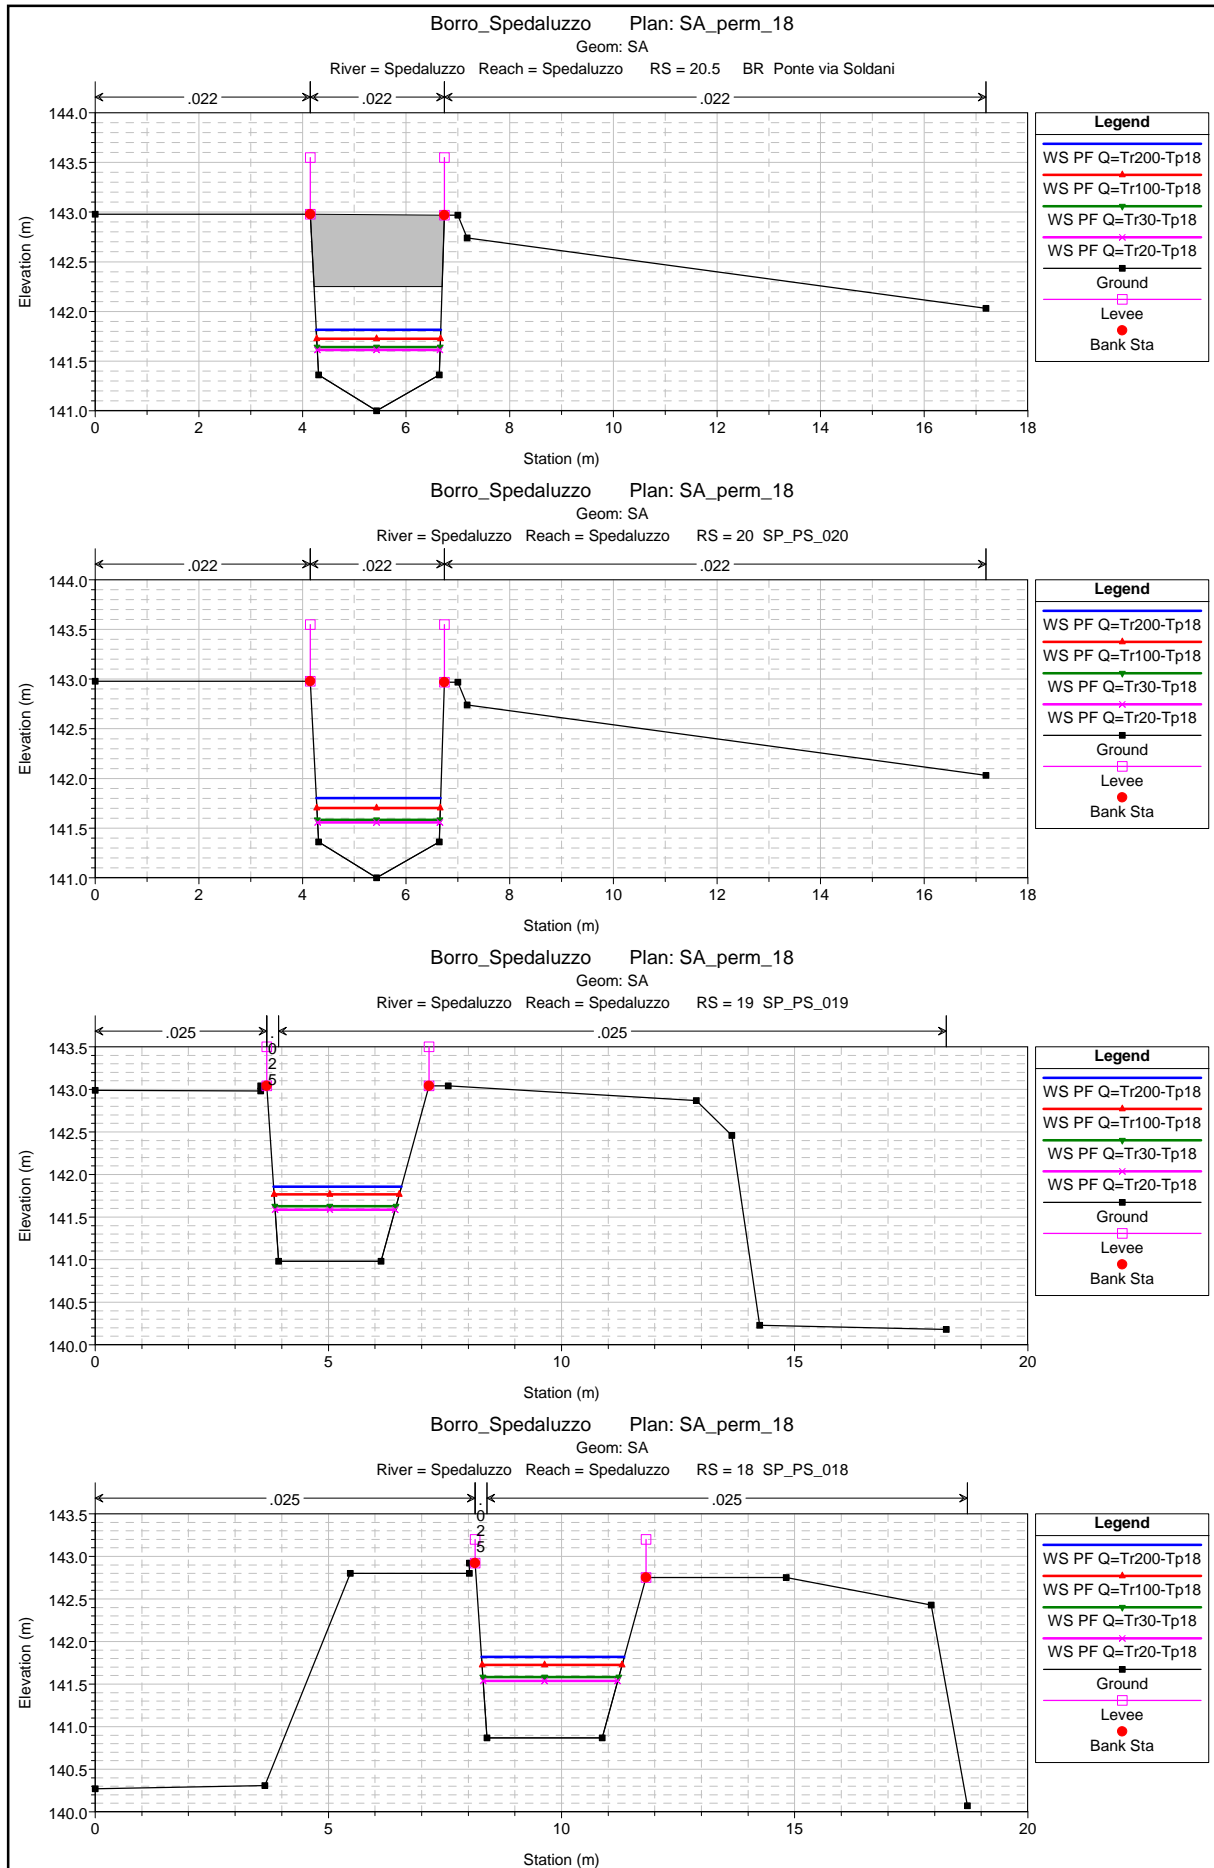 Borro_Spedaluzzo Plan: SA_perm_18
Geom: SA
River = Spedaluzzo Reach = Spedaluzzo RS = 20.5 BR Ponte via Soldani
.022 .022 .022
144.0
143.5
143.0
142.5
142.0
141.5
141.0
Elevation (m)
0 2 4 6 8 10 12 14 16 18
Station (m)
Legend
WS PF Q=Tr200-Tp18
WS PF Q=Tr100-Tp18
WS PF Q=Tr30-Tp18
WS PF Q=Tr20-Tp18
Ground
Levee
Bank Sta
Borro_Spedaluzzo Plan: SA_perm_18
Geom: SA
River = Spedaluzzo Reach = Spedaluzzo RS = 20 SP_PS_020
.022 .022 .022
144.0
143.5
143.0
142.5
142.0
141.5
141.0
Elevation (m)
0 2 4 6 8 10 12 14 16 18
Station (m)
Legend
WS PF Q=Tr200-Tp18
WS PF Q=Tr100-Tp18
WS PF Q=Tr30-Tp18
WS PF Q=Tr20-Tp18
Ground
Levee
Bank Sta
Borro_Spedaluzzo Plan: SA_perm_18
Geom: SA
River = Spedaluzzo Reach = Spedaluzzo RS = 19 SP_PS_019
.025 .025 .025
143.5
143.0
142.5
142.0
141.5
141.0
140.5
140.0
Elevation (m)
0 5 10 15 20
Station (m)
Legend
WS PF Q=Tr200-Tp18
WS PF Q=Tr100-Tp18
WS PF Q=Tr30-Tp18
WS PF Q=Tr20-Tp18
Ground
Levee
Bank Sta
Borro_Spedaluzzo Plan: SA_perm_18
Geom: SA
River = Spedaluzzo Reach = Spedaluzzo RS = 18 SP_PS_018
.025 .025 .025
143.5
143.0
142.5
142.0
141.5
141.0
140.5
140.0
Elevation (m)
0 5 10 15 20
Station (m)
Legend
WS PF Q=Tr200-Tp18
WS PF Q=Tr100-Tp18
WS PF Q=Tr30-Tp18
WS PF Q=Tr20-Tp18
Ground
Levee
Bank Sta